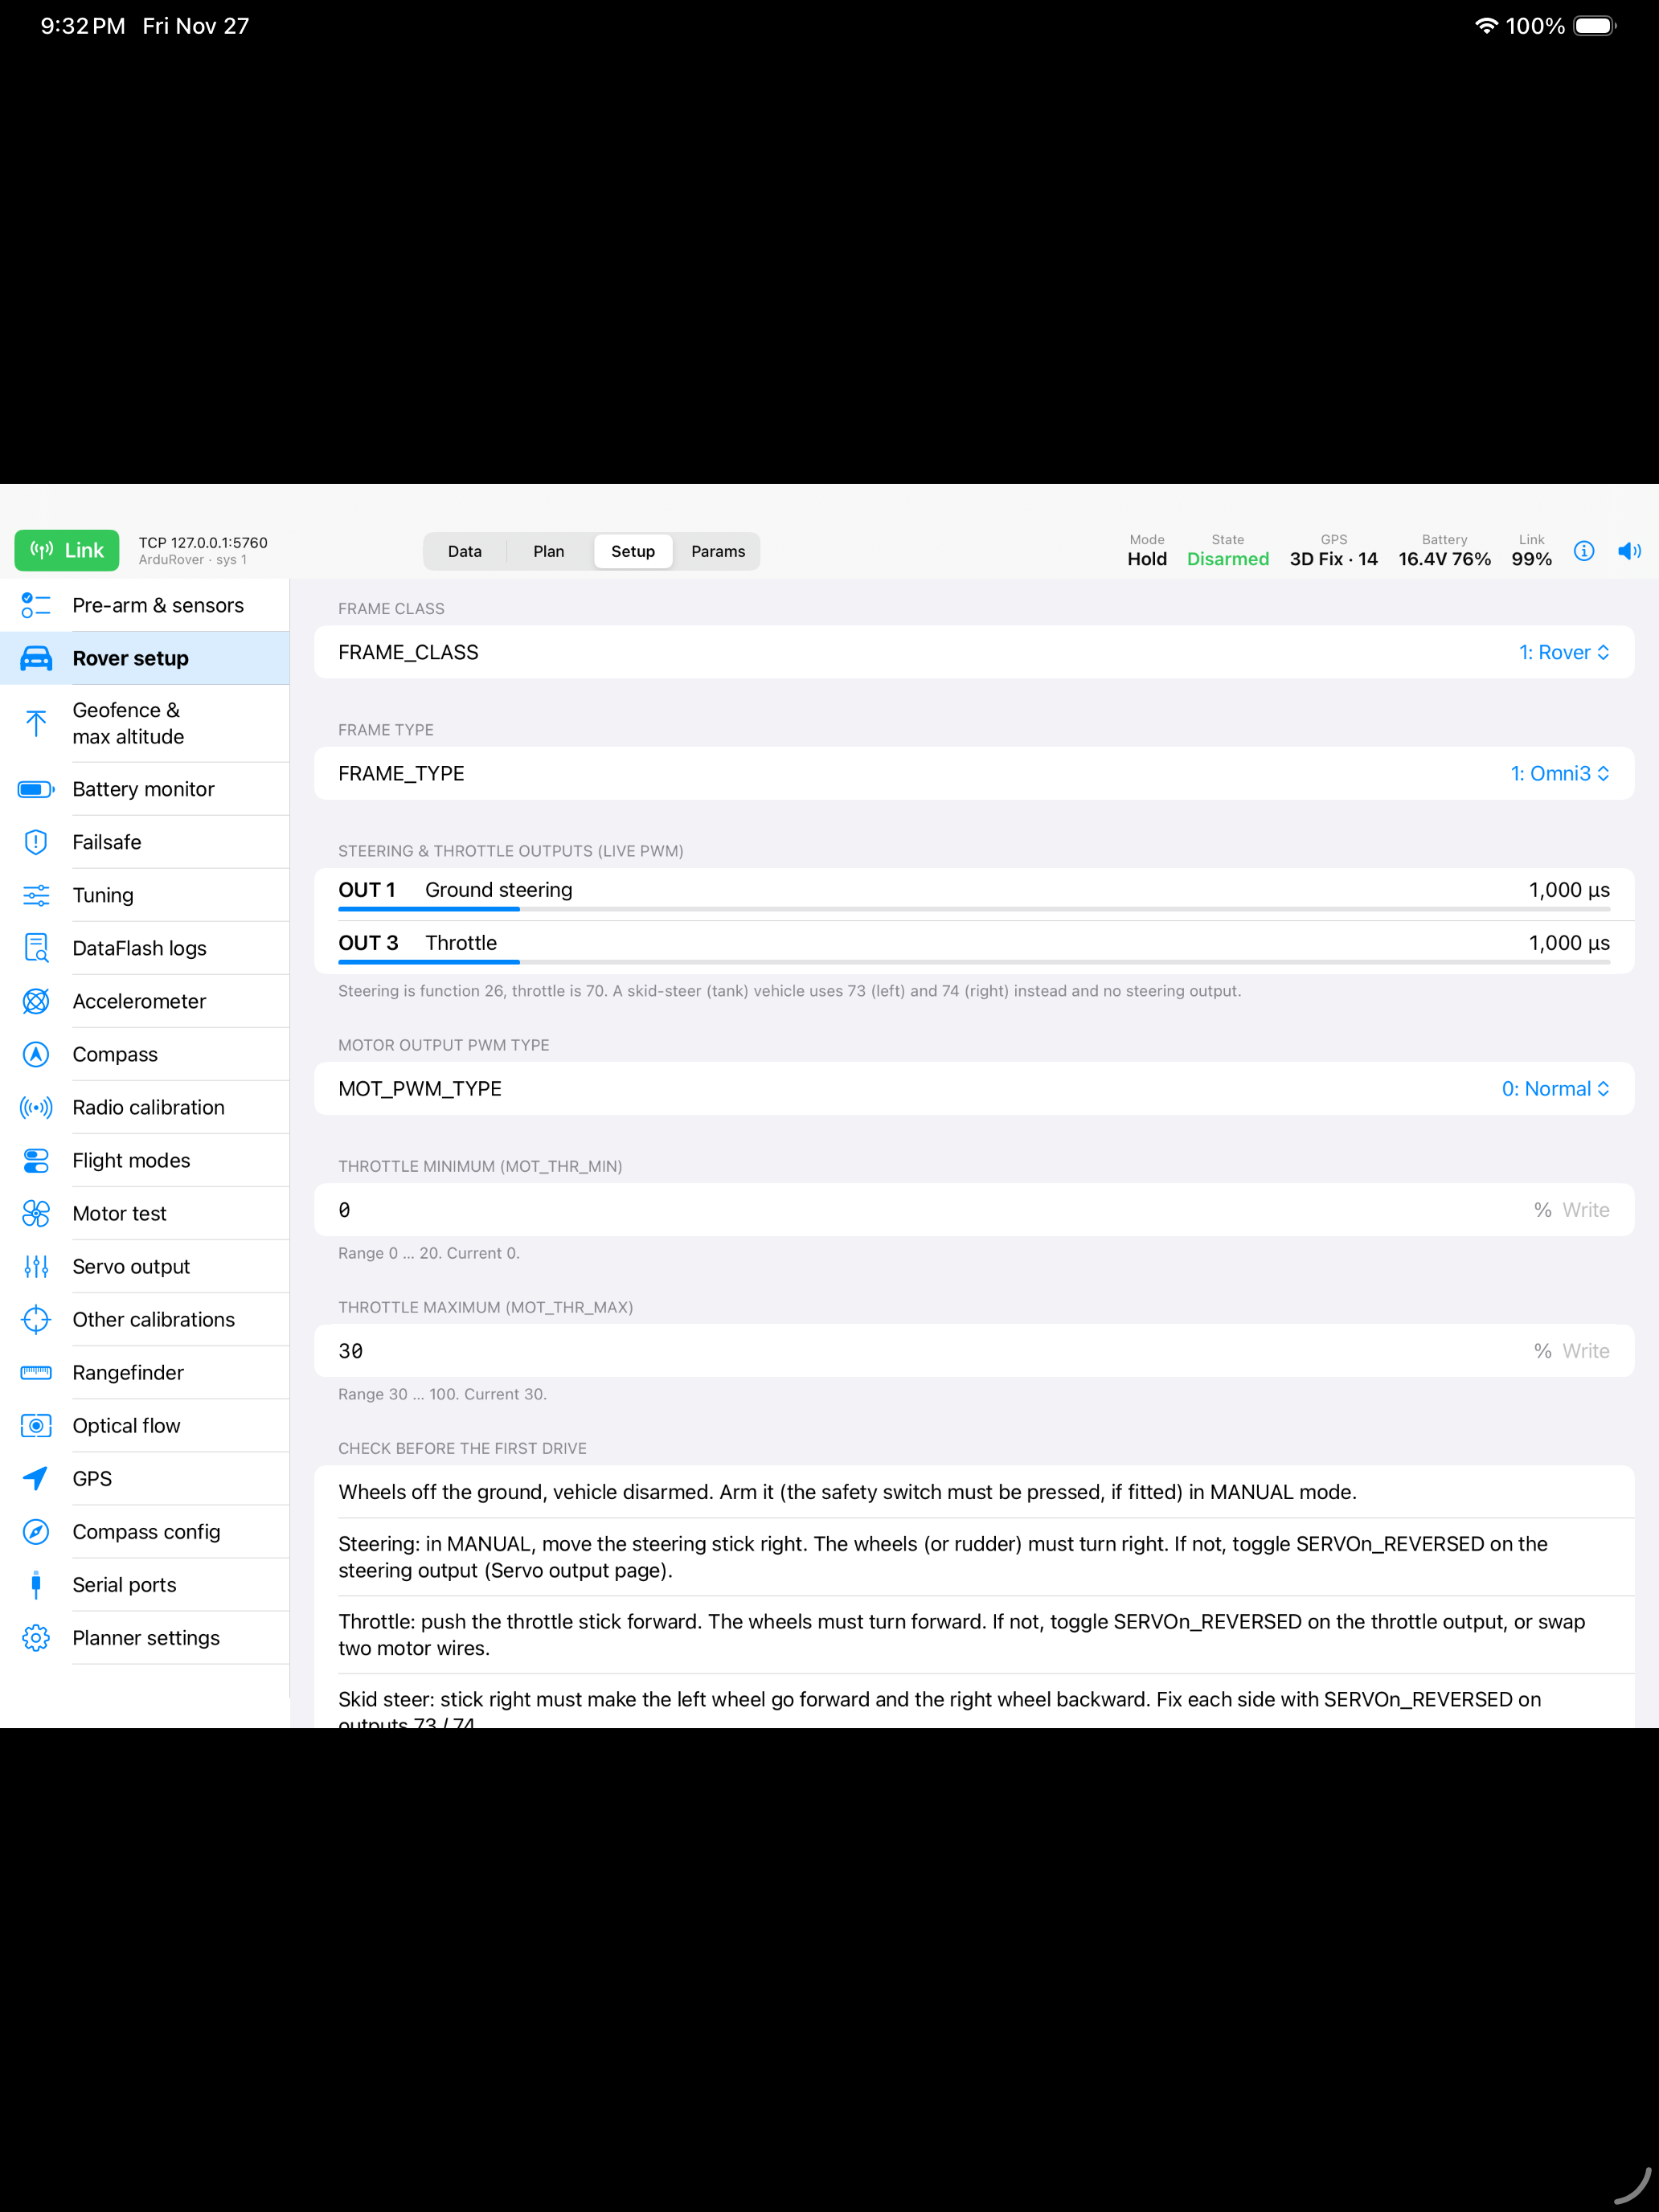 9:32 PM Fri Nov 27
100%
Link
TCP 127.0.0.1:5760
ArduRover · sys 1
Data
Plan
Setup
Params
Mode
Hold
State
Disarmed
GPS
3D Fix · 14
Battery
16.4V 76%
Link
99%
Pre-arm & sensors
Rover setup
Geofence &
max altitude
Battery monitor
Failsafe
Tuning
DataFlash logs
Accelerometer
Compass
Radio calibration
Flight modes
Motor test
Servo output
Other calibrations
Rangefinder
Optical flow
GPS
Compass config
Serial ports
Planner settings
FRAME CLASS
FRAME_CLASS
1: Rover
FRAME TYPE
FRAME_TYPE
1: Omni3
STEERING & THROTTLE OUTPUTS (LIVE PWM)
OUT 1 Ground steering 1,000 µs
OUT 3 Throttle 1,000 µs
Steering is function 26, throttle is 70. A skid-steer (tank) vehicle uses 73 (left) and 74 (right) instead and no steering output.
MOTOR OUTPUT PWM TYPE
MOT_PWM_TYPE
0: Normal
THROTTLE MINIMUM (MOT_THR_MIN)
0 % Write
Range 0 ... 20. Current 0.
THROTTLE MAXIMUM (MOT_THR_MAX)
30 % Write
Range 30 ... 100. Current 30.
CHECK BEFORE THE FIRST DRIVE
Wheels off the ground, vehicle disarmed. Arm it (the safety switch must be pressed, if fitted) in MANUAL mode.
Steering: in MANUAL, move the steering stick right. The wheels (or rudder) must turn right. If not, toggle SERVOn_REVERSED on the
steering output (Servo output page).
Throttle: push the throttle stick forward. The wheels must turn forward. If not, toggle SERVOn_REVERSED on the throttle output, or swap
two motor wires.
Skid steer: stick right must make the left wheel go forward and the right wheel backward. Fix each side with SERVOn_REVERSED on
outputs 73 / 74.